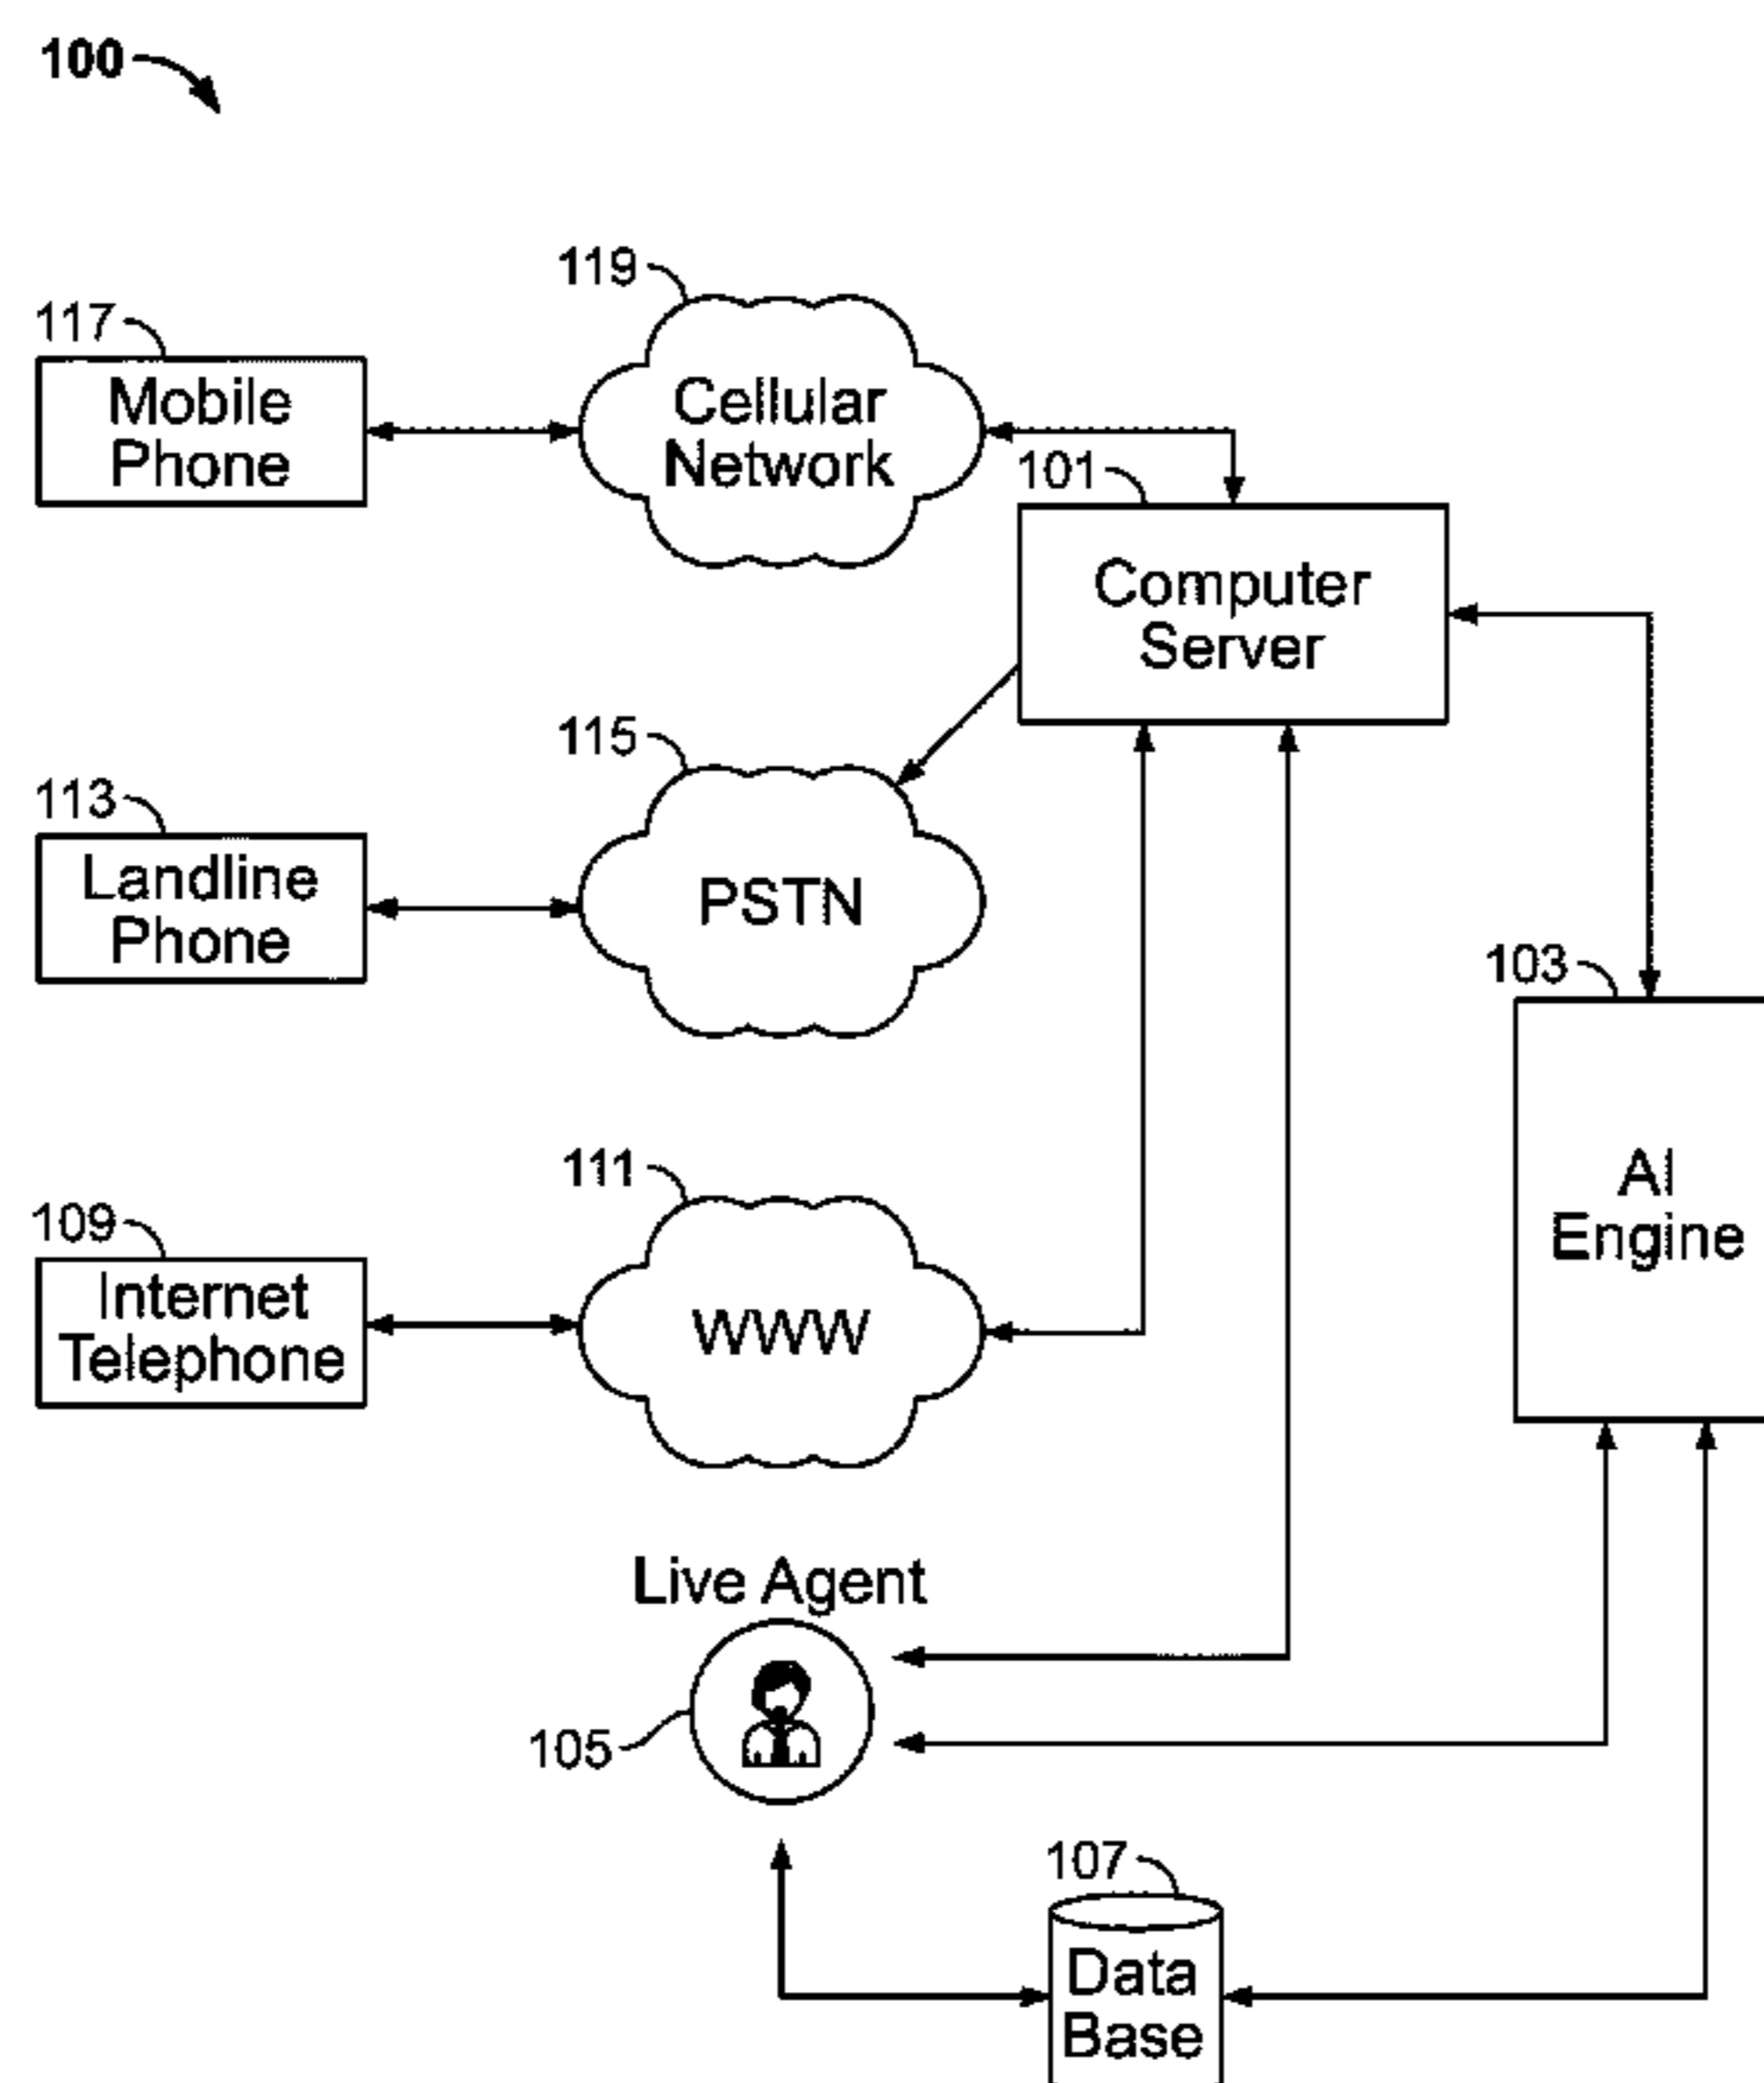 100
119
117
Mobile
Phone
Cellular
Network
101
Computer
Server
115
113
Landline
Phone
PSTN
103
AI
Engine
111
109
Internet
Telephone
WWW
Live Agent
105
107
Data
Base